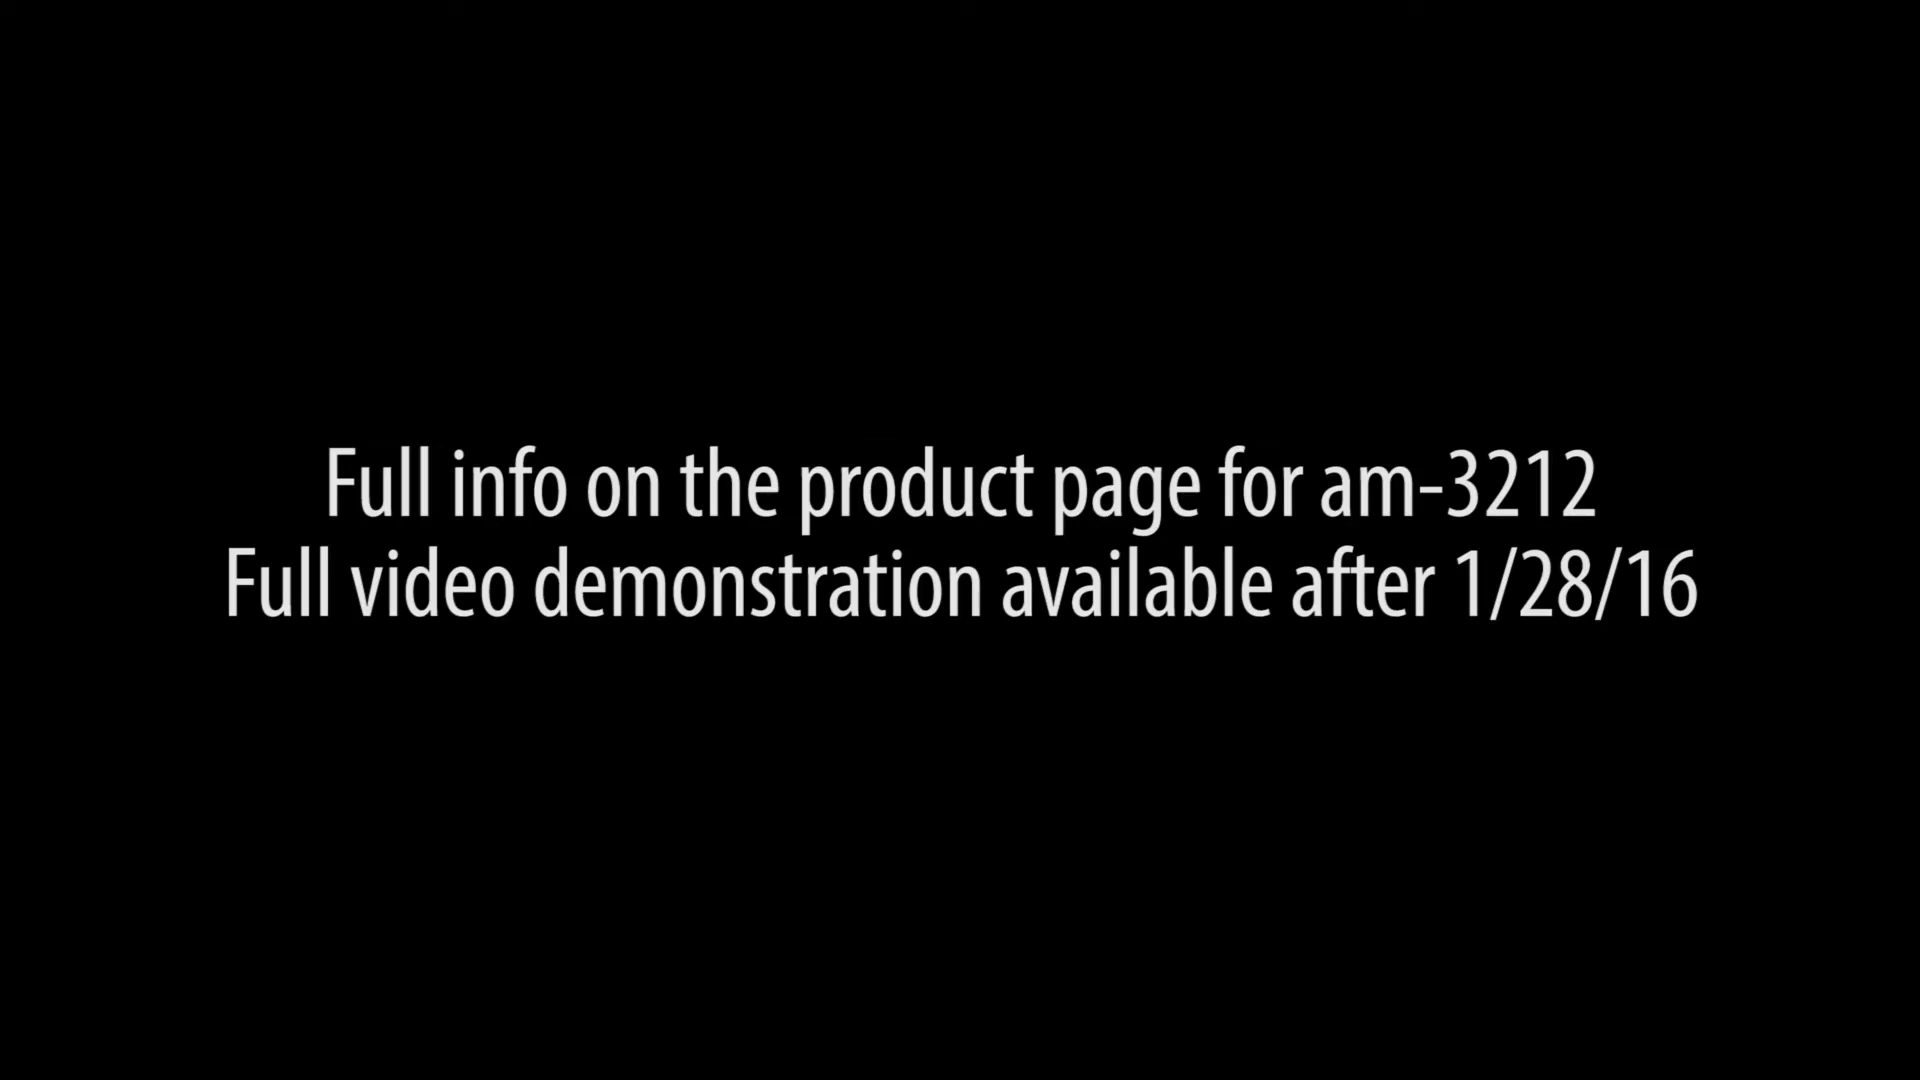 Full info on the product page for am-3212
Full video demonstration available after 1/28/16